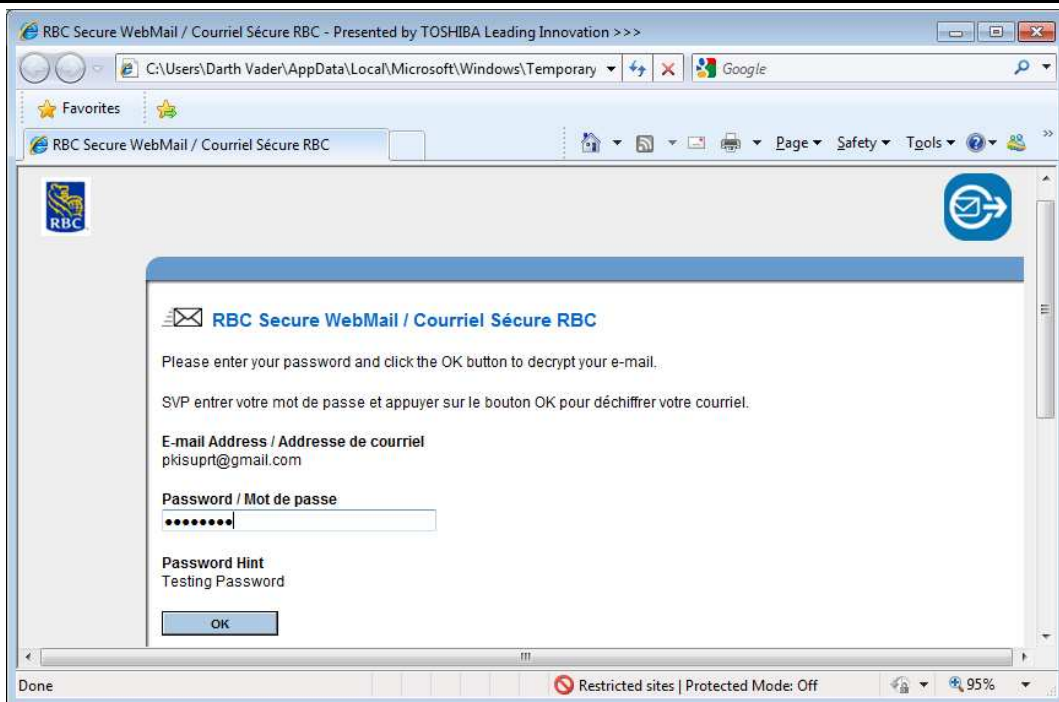 RBC Secure WebMail / Courriel Sécure RBC - Presented by TOSHIBA Leading Innovation >>>
C:\Users\Darth Vader\AppData\Local\Microsoft\Windows\Temporary Google
Favorites
RBC Secure WebMail / Courriel Sécure RBC Page Safety Tools »
RBC
RBC Secure WebMail / Courriel Sécure RBC
Please enter your password and click the OK button to decrypt your e-mail.
SVP entrer votre mot de passe et appuyer sur le bouton OK pour déchiffrer votre courriel.
E-mail Address / Addresse de courriel
pkisuprt@gmail.com
Password / Mot de passe
••••••••
Password Hint
Testing Password
OK
Done Restricted sites | Protected Mode: Off 95%